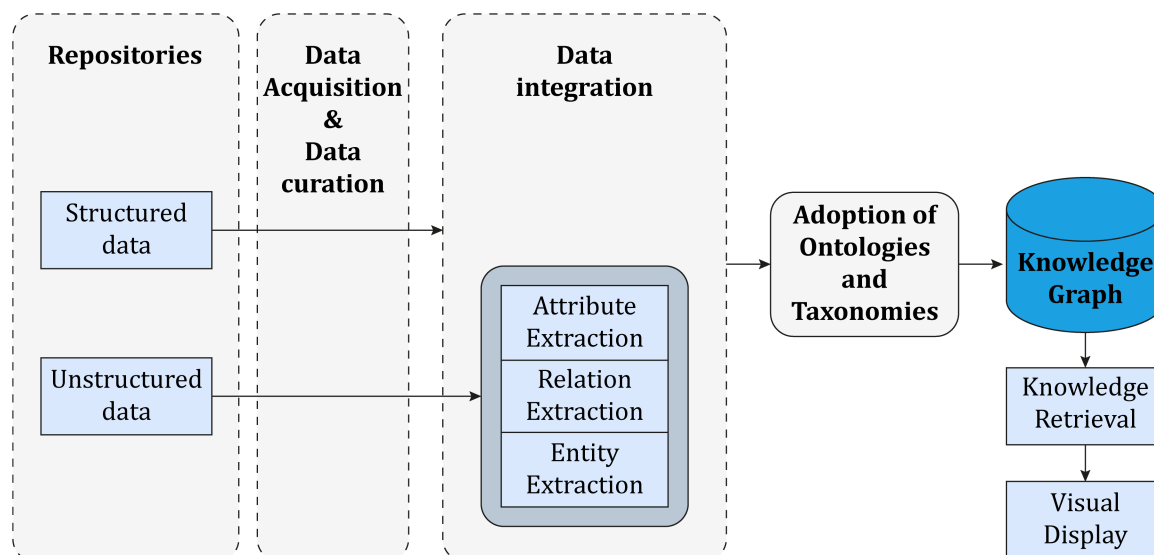 Repositories
Data
Acquisition
&
Data
curation
Data
integration
Structured
data
Unstructured
data
Attribute
Extraction
Relation
Extraction
Entity
Extraction
Adoption of
Ontologies
and
Taxonomies
Knowledge
Graph
Knowledge
Retrieval
Visual
Display